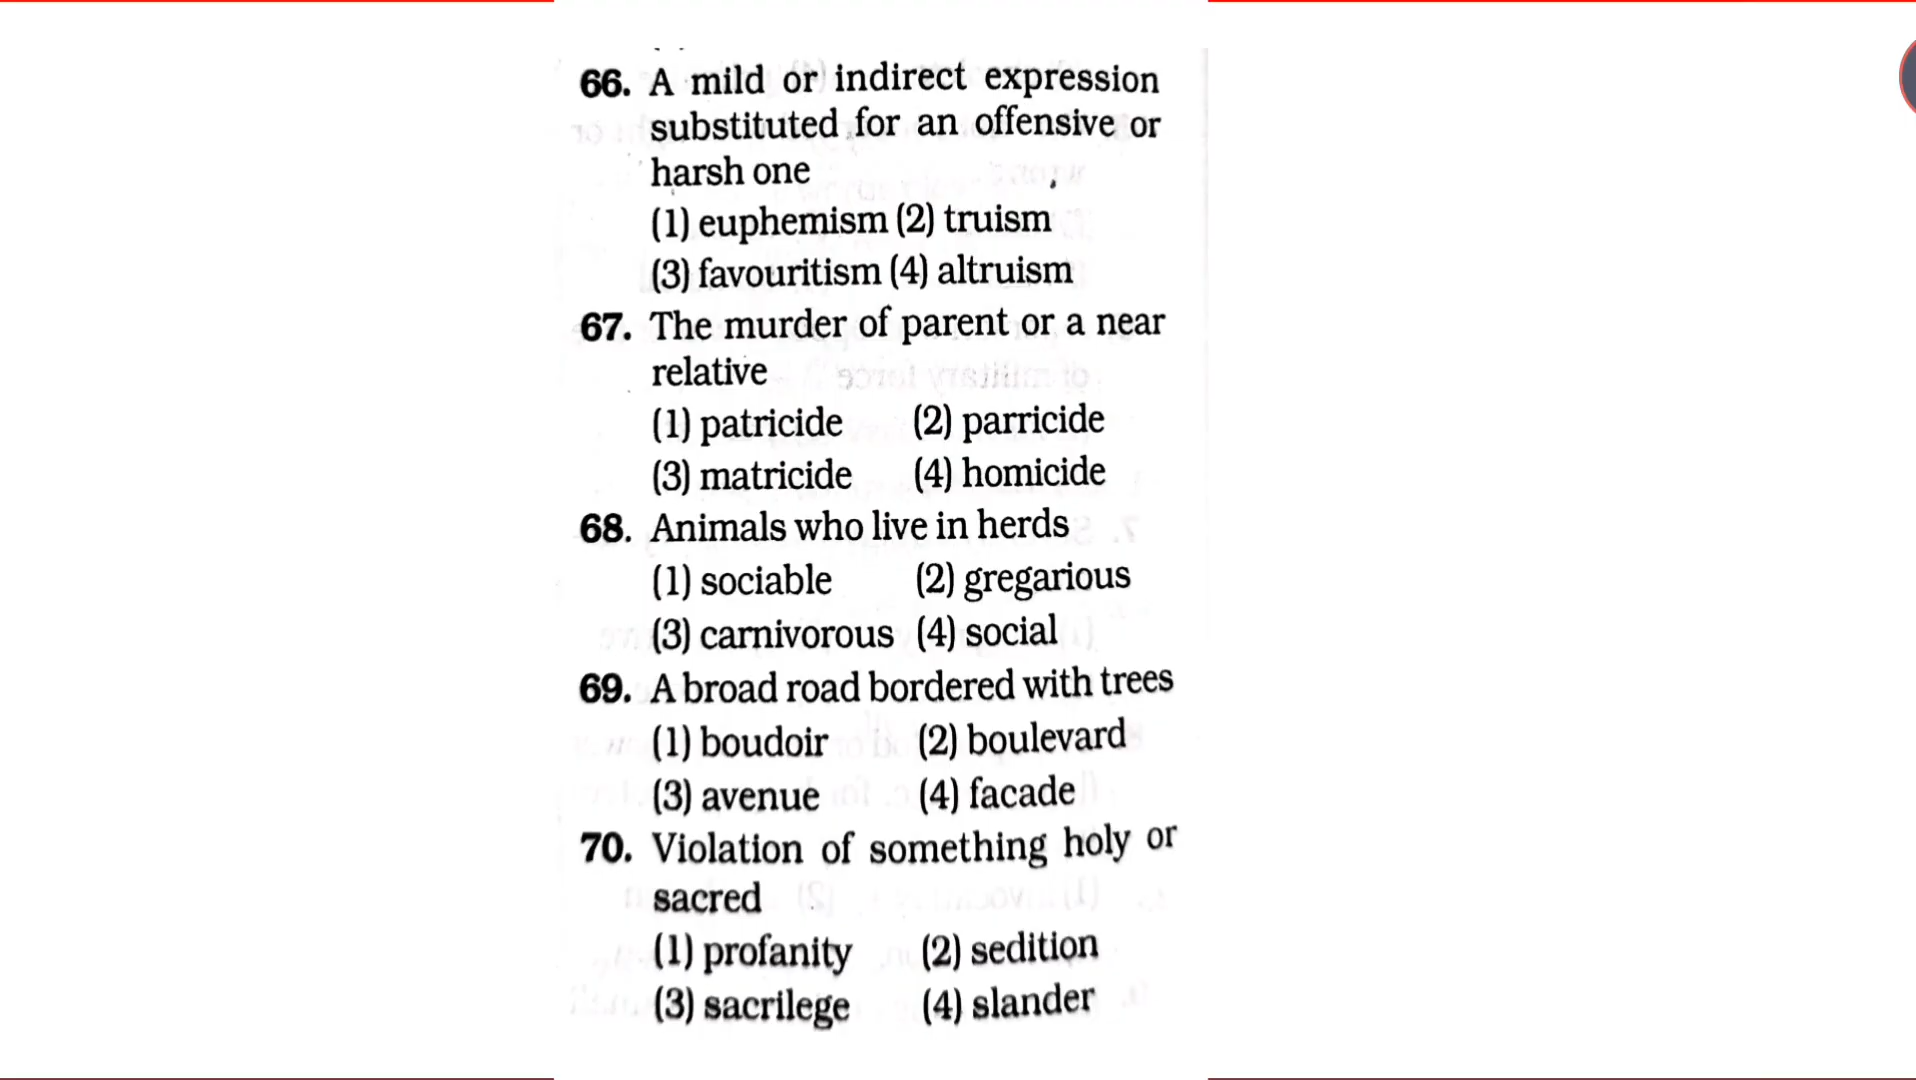 66. A mild or indirect expression
substituted for an offensive or
harsh one
(1) euphemism (2) truism
(3) favouritism (4) altruism
67. The murder of parent or a near
relative
(1) patricide (2) parricide
(3) matricide (4) homicide
68. Animals who live in herds
(1) sociable (2) gregarious
(3) carnivorous (4) social
69. A broad road bordered with trees
(1) boudoir (2) boulevard
(3) avenue (4) facade
70. Violation of something holy or
sacred
(1) profanity (2) sedition
(3) sacrilege (4) slander